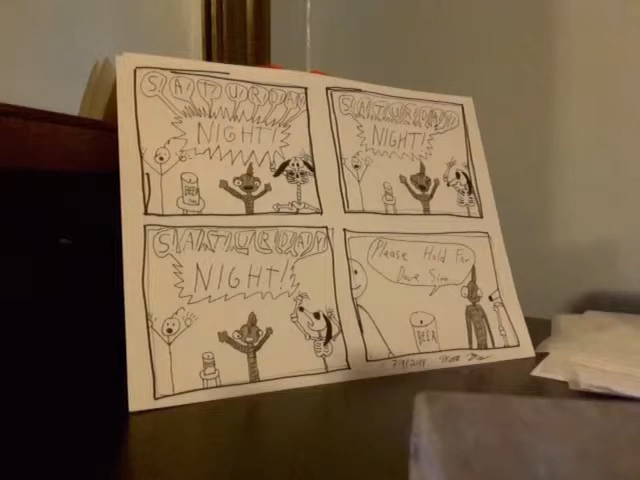 SATURDAY
NIGHT!
BEER
SATURDAY
NIGHT!
SATURDAY
NIGHT!
Please Hold For
Dave Sim
BEER